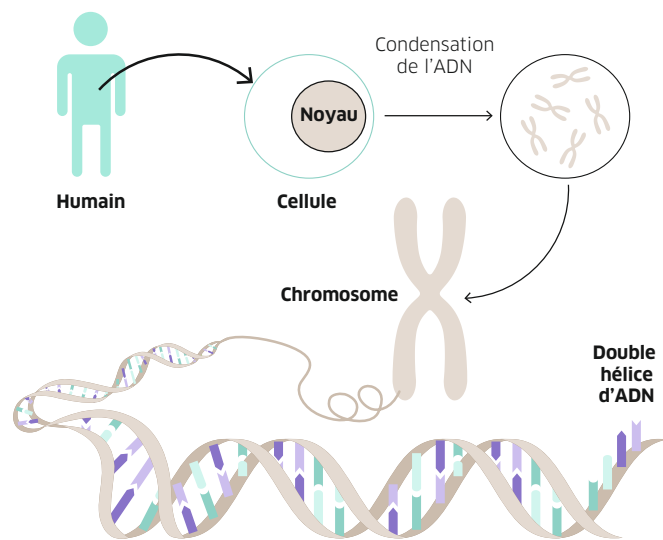 Condensation
de l'ADN
Noyau
Humain
Cellule
Chromosome
Double
hélice
d'ADN